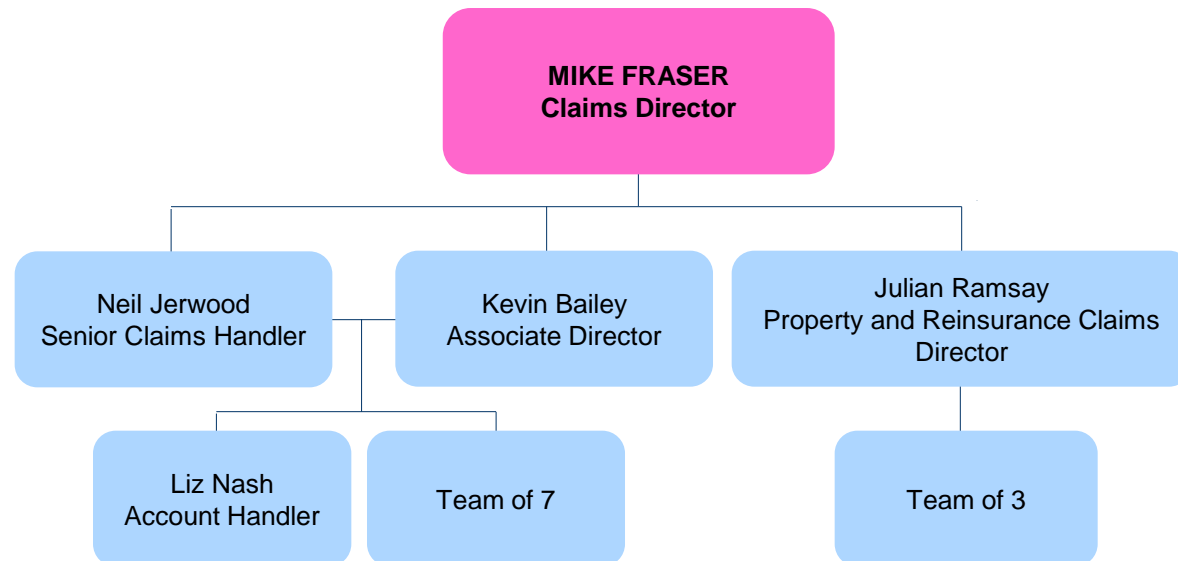 MIKE FRASER
Claims Director
Neil Jerwood
Senior Claims Handler
Kevin Bailey
Associate Director
Julian Ramsay
Property and Reinsurance Claims
Director
Liz Nash
Account Handler
Team of 7
Team of 3